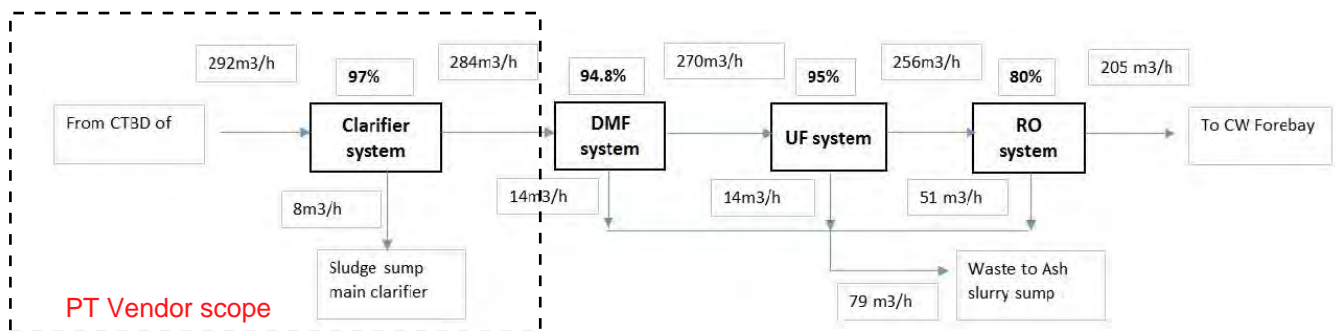 292m3/h
97%
284m3/h
94.8%
270m3/h
95%
256m3/h
80%
205 m3/h
From CTBD of
Clarifier
system
DMF
system
UF system
RO
system
To CW Forebay
8m3/h
14m3/h
14m3/h
51 m3/h
Sludge sump
main clarifier
Waste to Ash
slurry sump
79 m3/h
PT Vendor scope